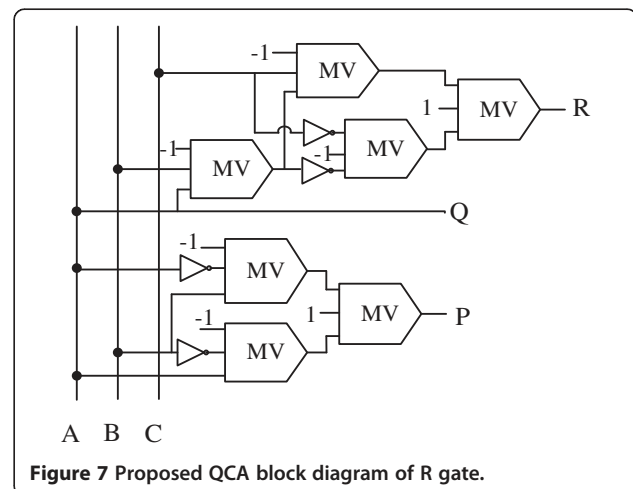 -1
MV
MV
1
R
-1
MV
-1
MV
Q
-1
MV
MV
1
P
-1
MV
A B C
Figure 7 Proposed QCA block diagram of R gate.